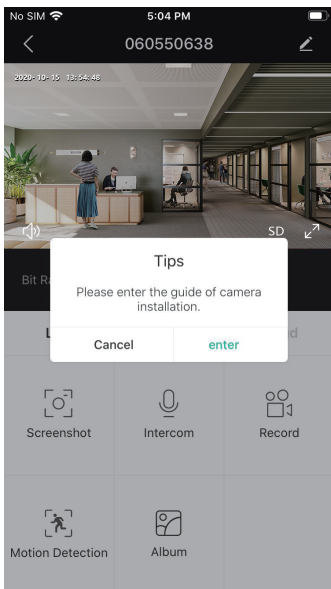 No SIM 5:04 PM
060550638
2020-10-15 13:54:48
SD
Tips
Bit Ra
Please enter the guide of camera
installation.
L d
Cancel enter
Screenshot Intercom Record
Motion Detection Album